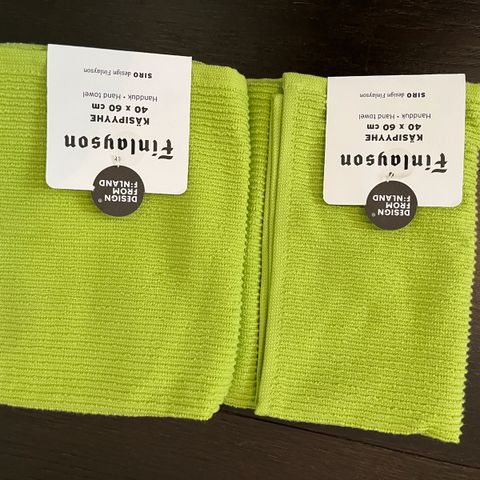 DESIGN
FROM
FINLAND
Finlayson
KÄSIPYYHE
40 x 60 cm
Handduk • Hand towel
SIRO design Finlayson
DESIGN
FROM
FINLAND
Finlayson
KÄSIPYYHE
40 x 60 cm
Handduk • Hand towel
SIRO design Finlayson